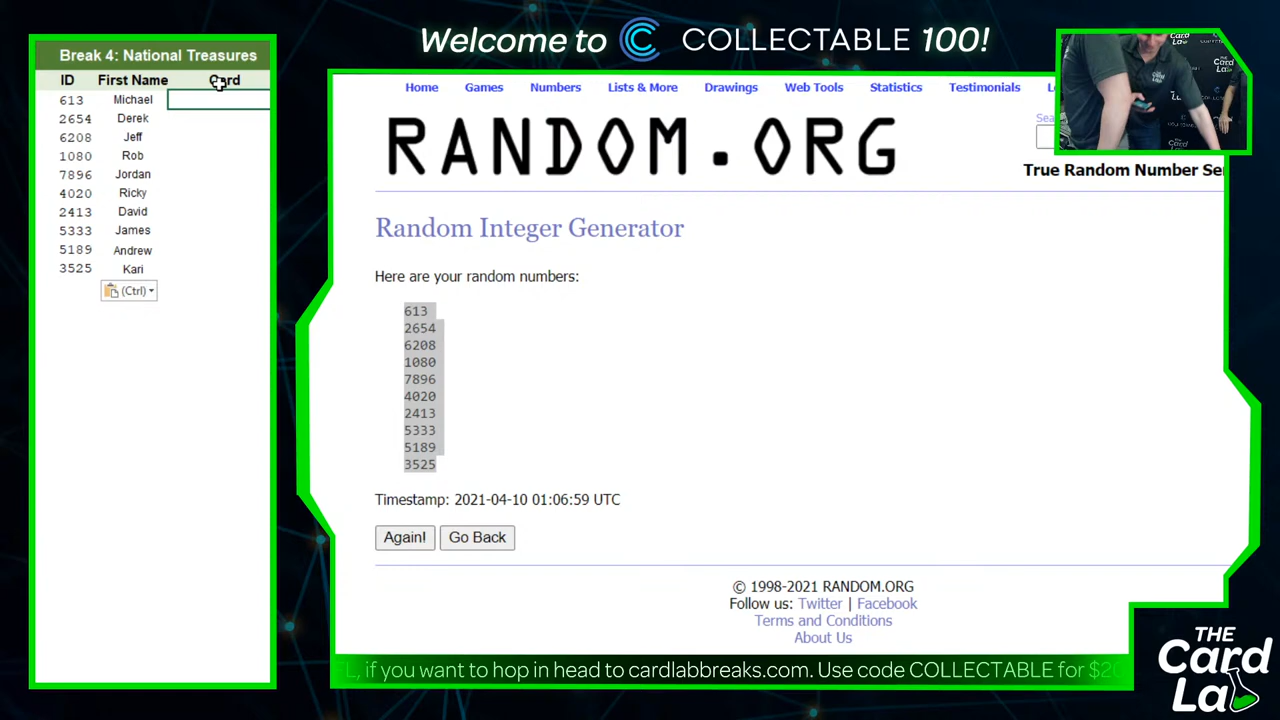 Welcome to COLLECTABLE 100!
Break 4: National Treasures
ID First Name Card
613 Michael
2654 Derek
6208 Jeff
1080 Rob
7896 Jordan
4020 Ricky
2413 David
5333 James
5189 Andrew
3525 Kari
(Ctrl)
Home Games Numbers Lists & More Drawings Web Tools Statistics Testimonials
RANDOM.ORG
Sea
True Random Number Se
Random Integer Generator
Here are your random numbers:
613
2654
6208
1080
7896
4020
2413
5333
5189
3525
Timestamp: 2021-04-10 01:06:59 UTC
Again! Go Back
© 1998-2021 RANDOM.ORG
Follow us: Twitter | Facebook
Terms and Conditions
About Us
if you want to hop in head to cardlabbreaks.com. Use code COLLECTABLE for
THE
Card
Lab